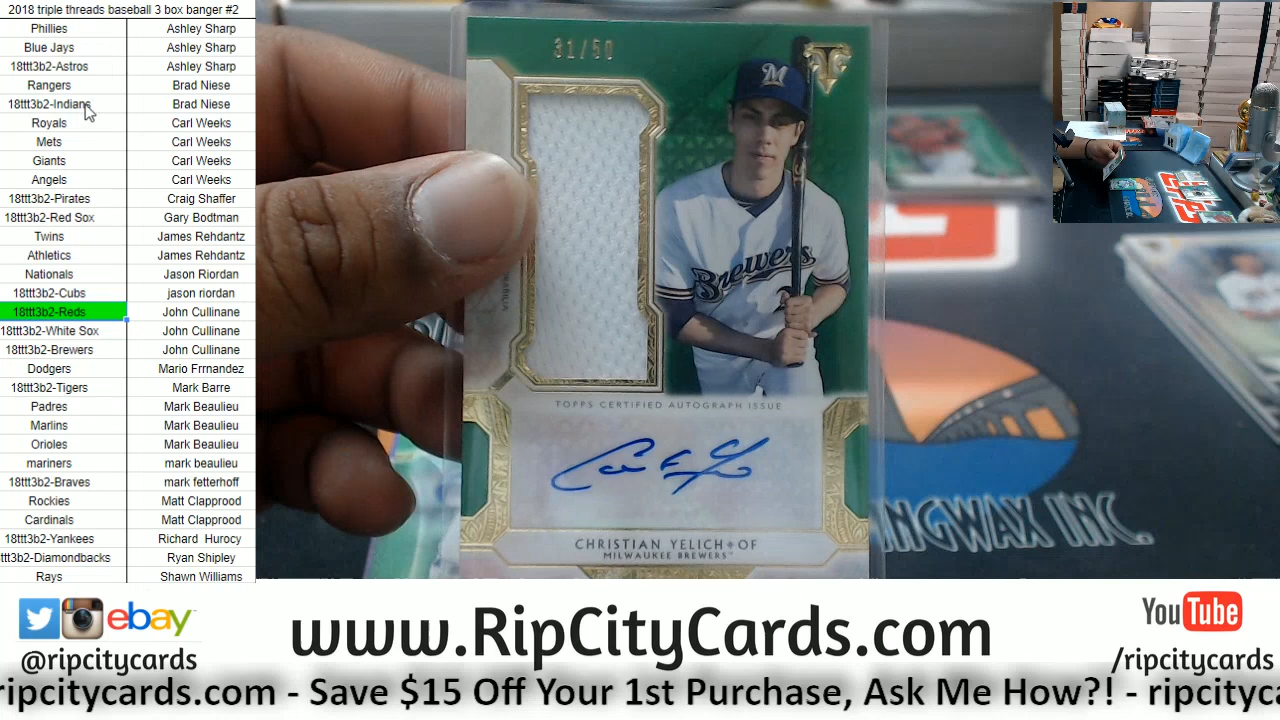 2018 triple threads baseball 3 box banger #2
Phillies Ashley Sharp
Blue Jays Ashley Sharp
18ttt3b2-Astros Ashley Sharp
Rangers Brad Niese
18ttt3b2-Indians Brad Niese
Royals Carl Weeks
Mets Carl Weeks
Giants Carl Weeks
Angels Carl Weeks
18ttt3b2-Pirates Craig Shaffer
18ttt3b2-Red Sox Gary Bodtman
Twins James Rehdantz
Athletics James Rehdantz
Nationals Jason Riordan
18ttt3b2-Cubs jason riordan
18ttt3b2-Reds John Cullinane
18ttt3b2-White Sox John Cullinane
18ttt3b2-Brewers John Cullinane
Dodgers Mario Frrnandez
18ttt3b2-Tigers Mark Barre
Padres Mark Beaulieu
Marlins Mark Beaulieu
Orioles Mark Beaulieu
mariners mark beaulieu
18ttt3b2-Braves mark fetterhoff
Rockies Matt Clapprood
Cardinals Matt Clapprood
18ttt3b2-Yankees Richard Hurocy
ttt3b2-Diamondbacks Ryan Shipley
Rays Shawn Williams
31/50
M
Brewers
TOPPS CERTIFIED AUTOGRAPH ISSUE
CHRISTIAN YELICH OF
MILWAUKEE BREWERS™
NGWAX INC.
ebay™
@ripcitycards
www.RipCityCards.com
YouTube
/ripcitycards
ripcitycards.com - Save $15 Off Your 1st Purchase, Ask Me How?! - ripcityca